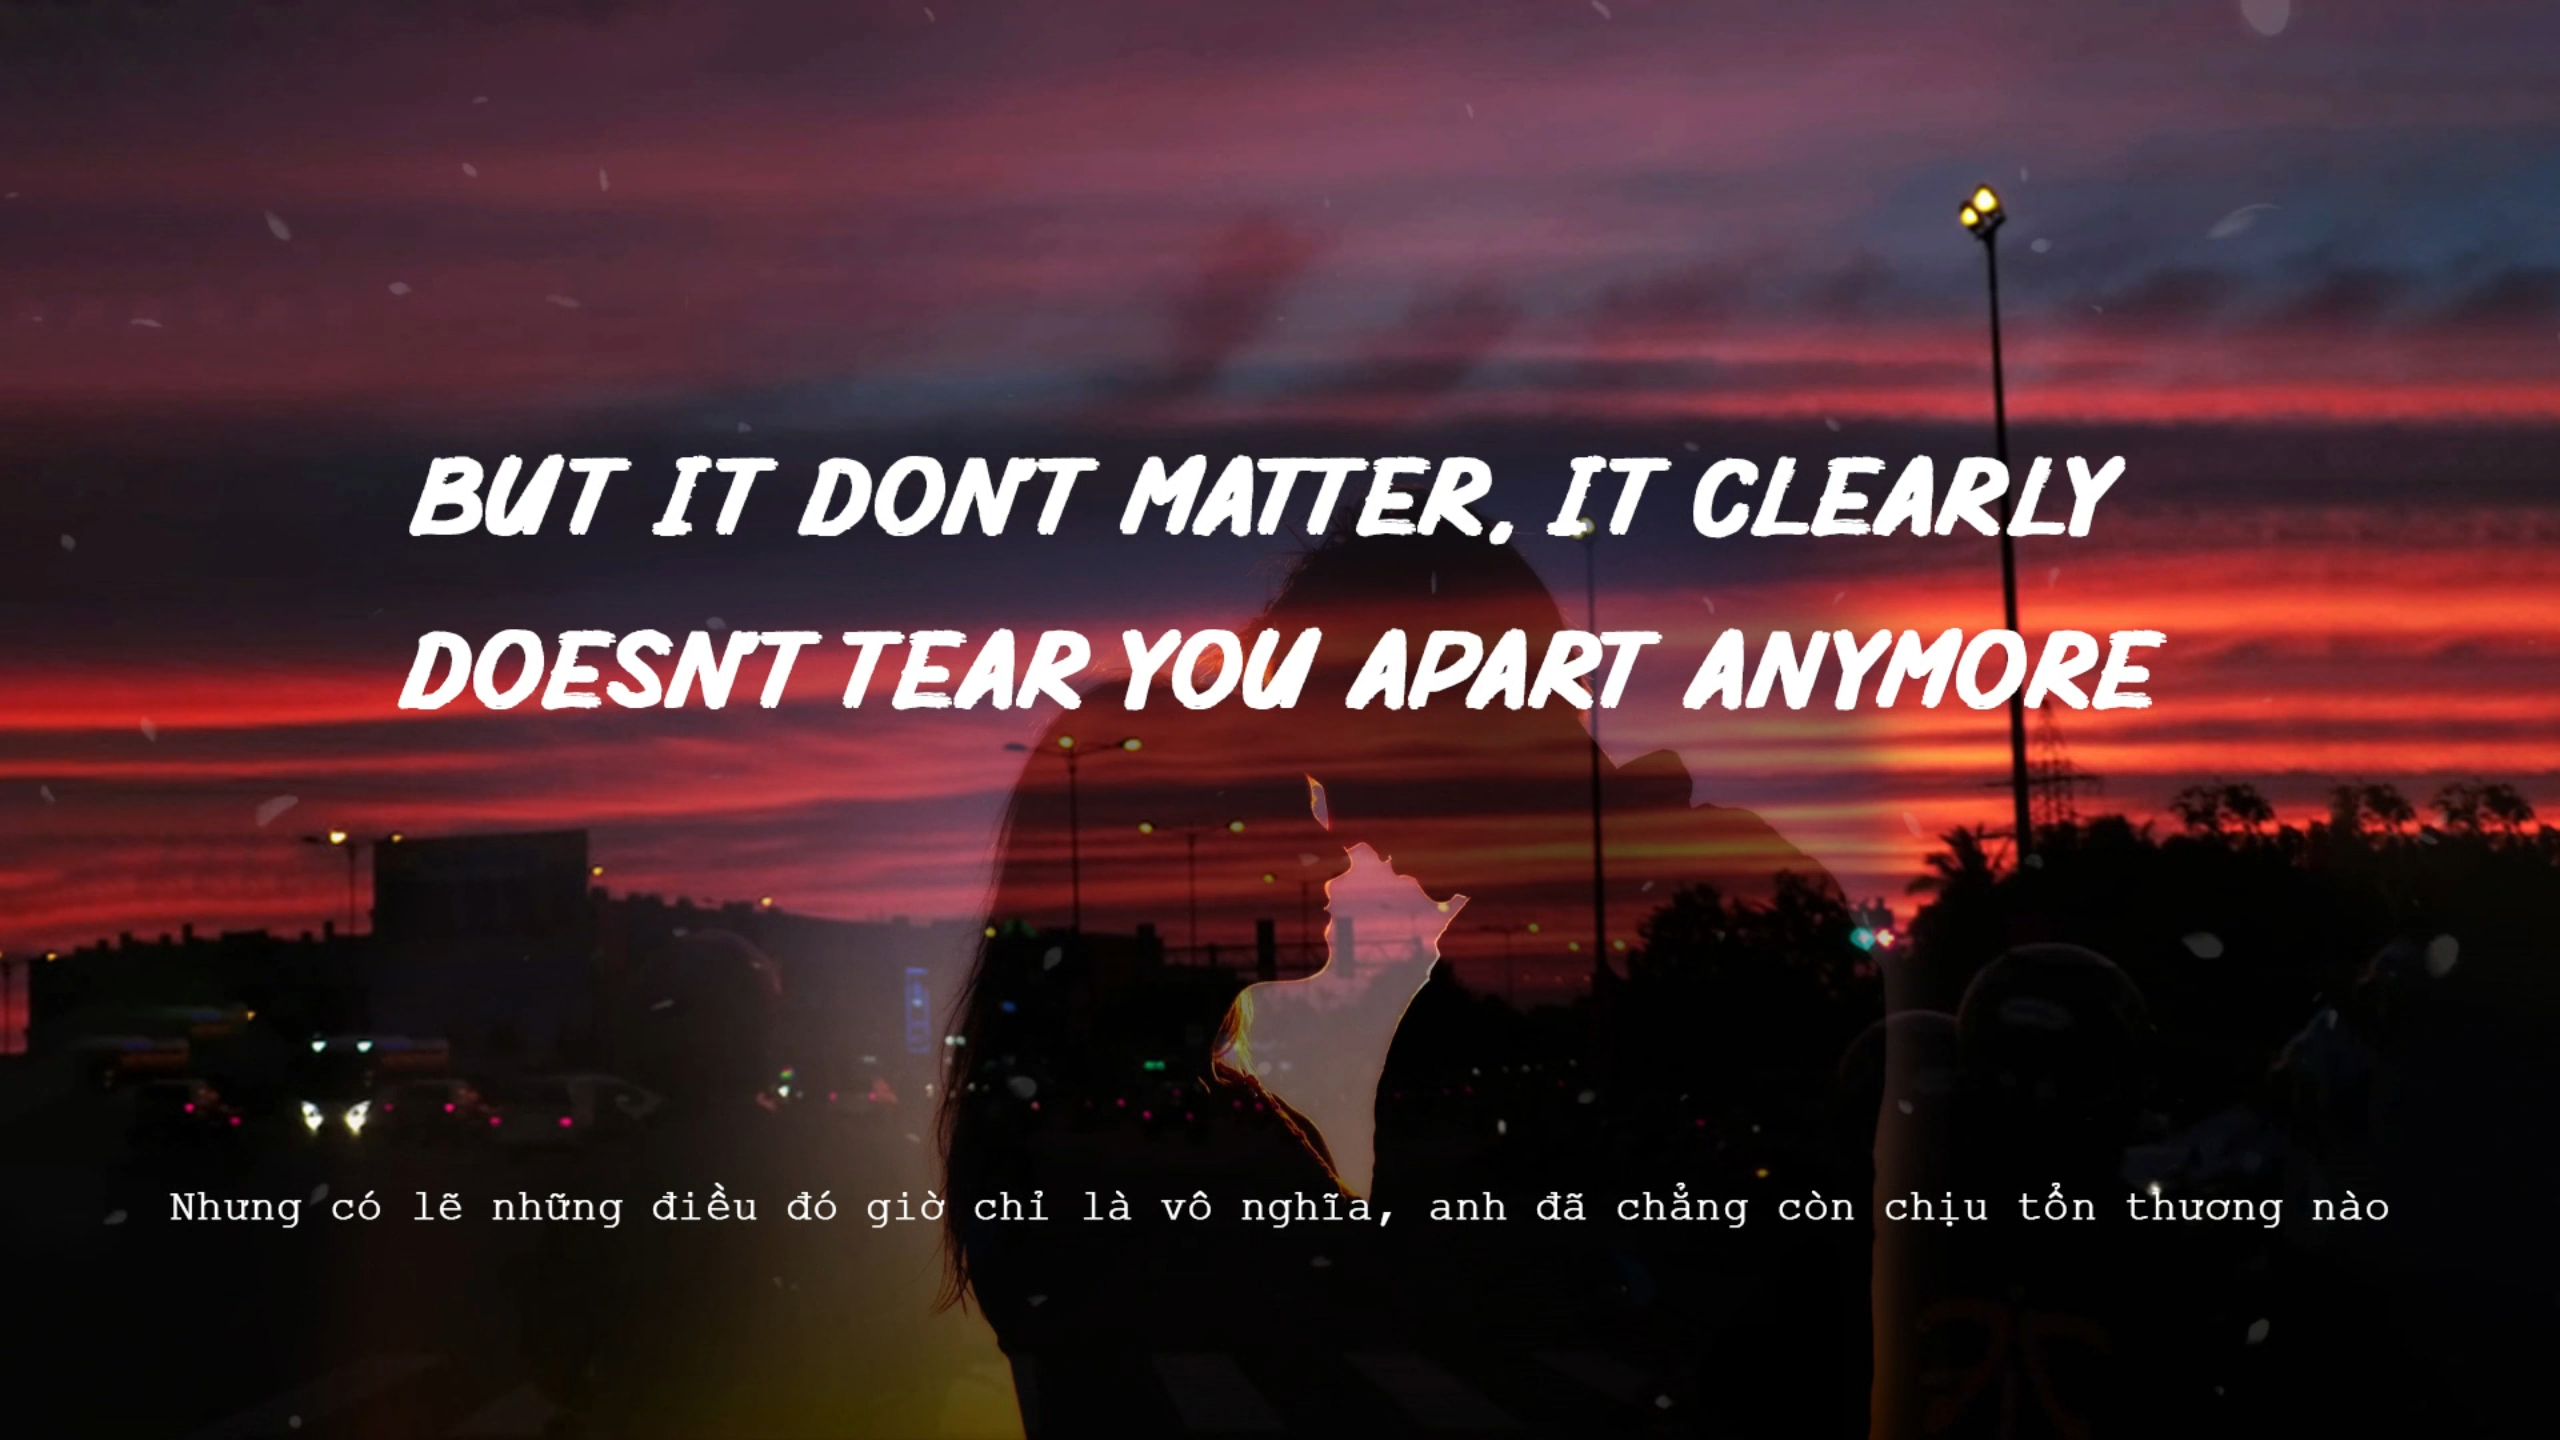 BUT IT DON'T MATTER, IT CLEARLY
DOESN'T TEAR YOU APART ANYMORE
Nhưng có lẽ những điều đó giờ chỉ là vô nghĩa, anh đã chẳng còn chịu tổn thương nào